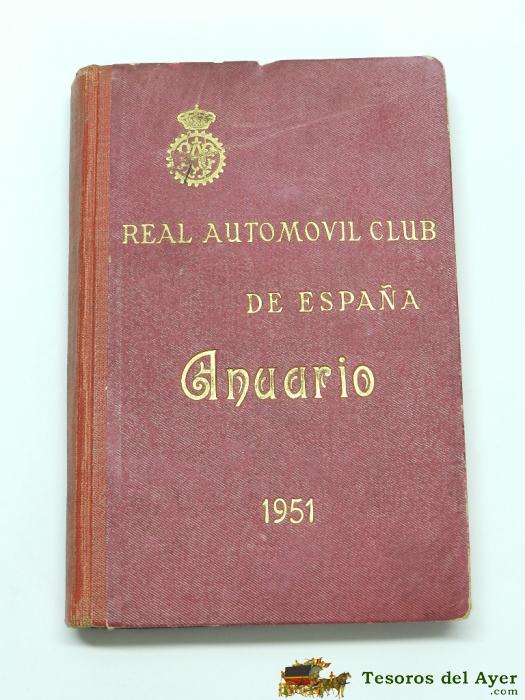 REAL AUTOMOVIL CLUB
DE ESPAÑA
Anuario
1951
Tesoros del Ayer
.com